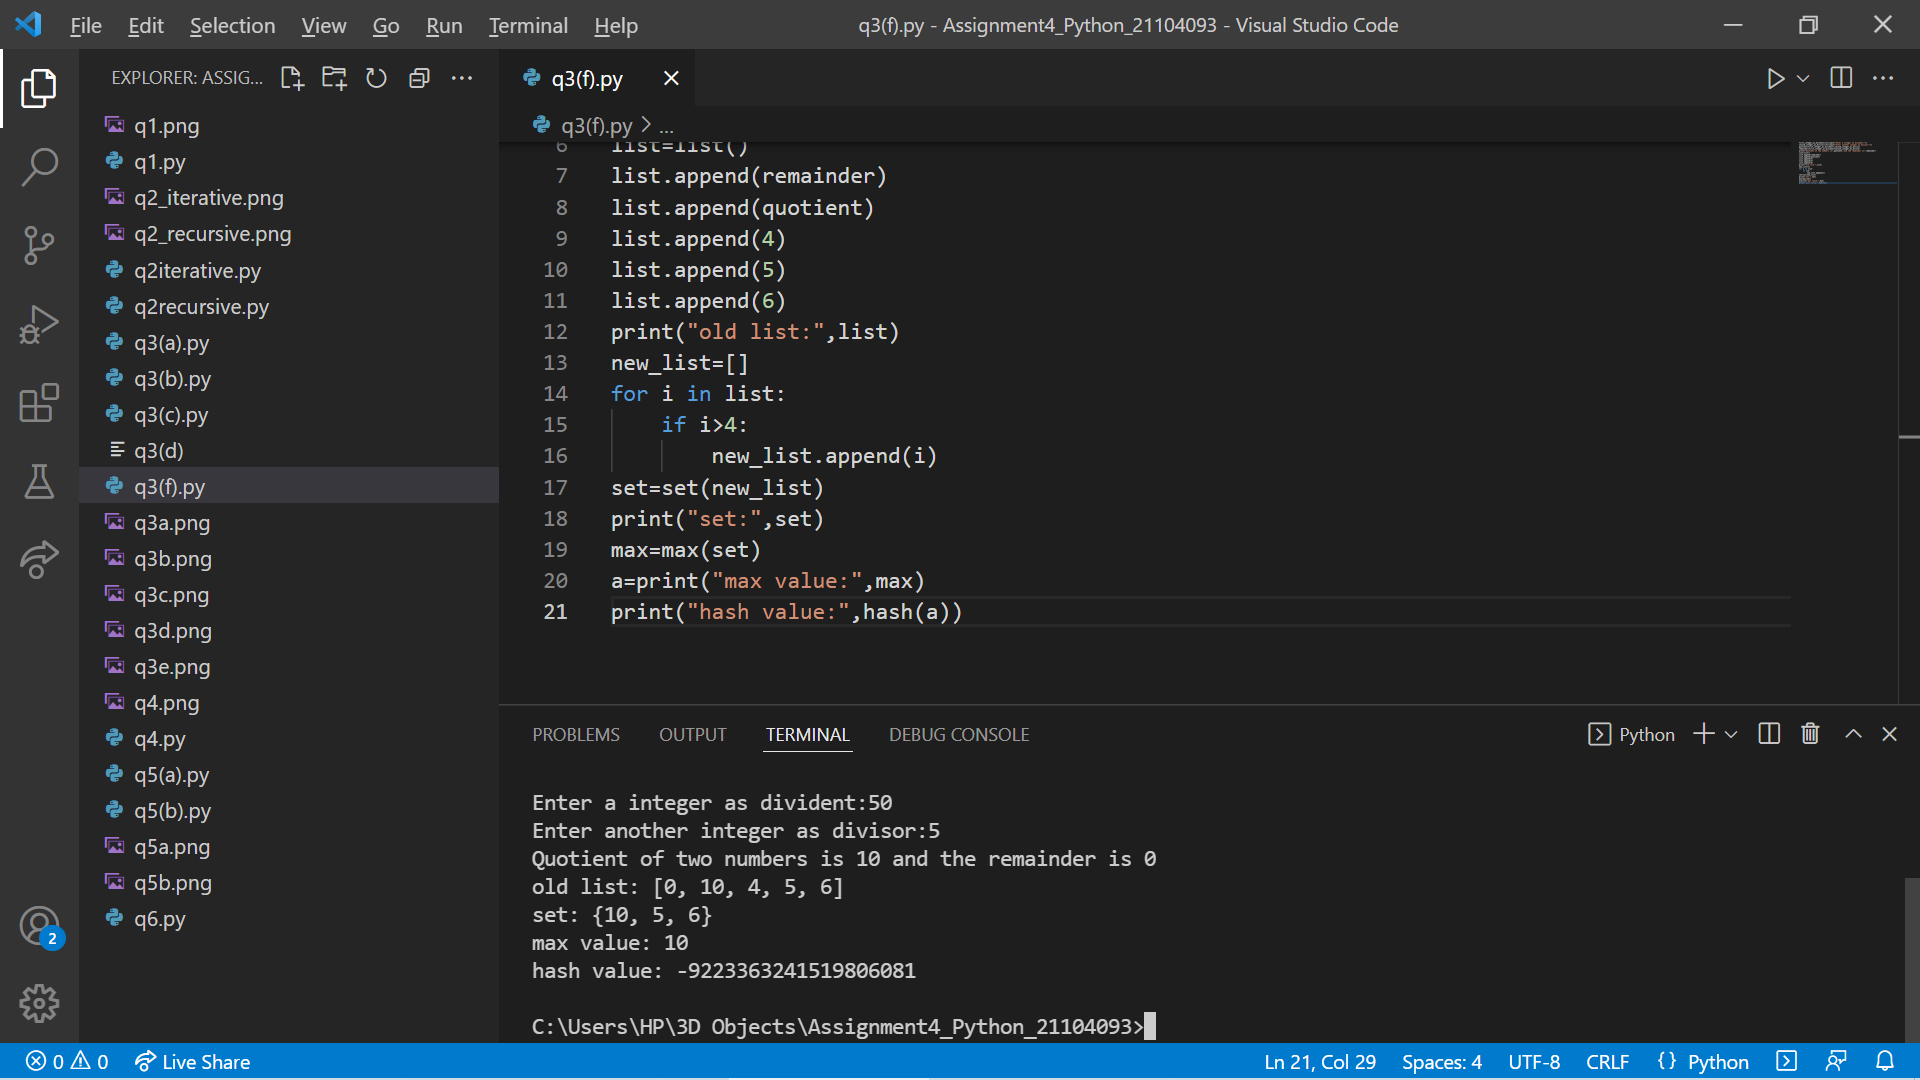 File Edit Selection View Go Run Terminal Help q3(f).py - Assignment4_Python_21104093 - Visual Studio Code
EXPLORER: ASSIG...
q1.png
q1.py
q2_iterative.png
q2_recursive.png
q2iterative.py
q2recursive.py
q3(a).py
q3(b).py
q3(c).py
q3(d)
q3(f).py
q3a.png
q3b.png
q3c.png
q3d.png
q3e.png
q4.png
q4.py
q5(a).py
q5(b).py
q5a.png
q5b.png
q6.py
2
q3(f).py
q3(f).py > ...
6 list=list()
7 list.append(remainder)
8 list.append(quotient)
9 list.append(4)
10 list.append(5)
11 list.append(6)
12 print("old list:",list)
13 new_list=[]
14 for i in list:
15 if i>4:
16 new_list.append(i)
17 set=set(new_list)
18 print("set:",set)
19 max=max(set)
20 a=print("max value:",max)
21 print("hash value:",hash(a))
PROBLEMS OUTPUT TERMINAL DEBUG CONSOLE Python
Enter a integer as divident:50
Enter another integer as divisor:5
Quotient of two numbers is 10 and the remainder is 0
old list: [0, 10, 4, 5, 6]
set: {10, 5, 6}
max value: 10
hash value: -9223363241519806081
C:\Users\HP\3D Objects\Assignment4_Python_21104093>
0 0 Live Share Ln 21, Col 29 Spaces: 4 UTF-8 CRLF {} Python